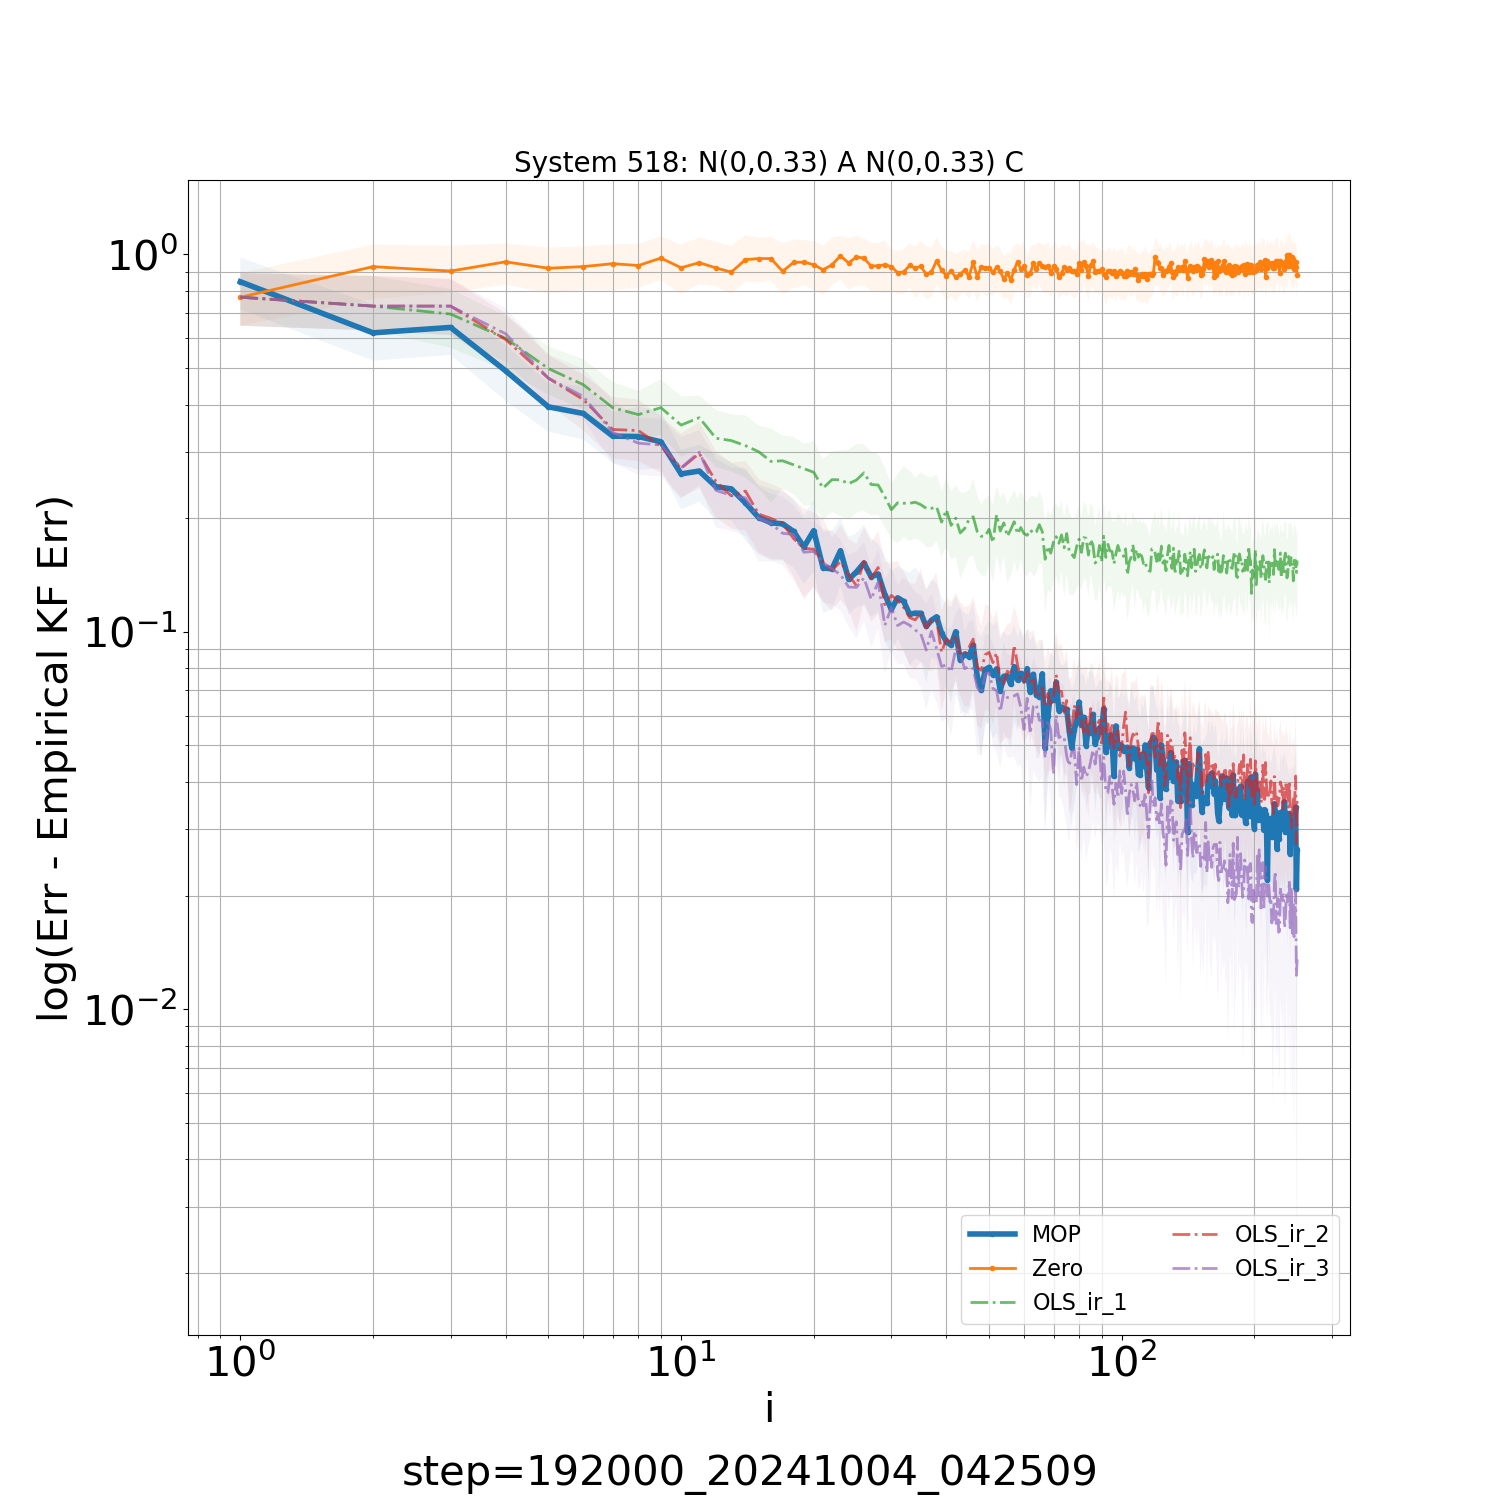 System 518: N(0,0.33) A N(0,0.33) C
10⁰
10⁻¹
10⁻²
log(Err - Empirical KF Err)
MOP
Zero
OLS_ir_1
OLS_ir_2
OLS_ir_3
10⁰ 10¹ 10²
i
step=192000_20241004_042509